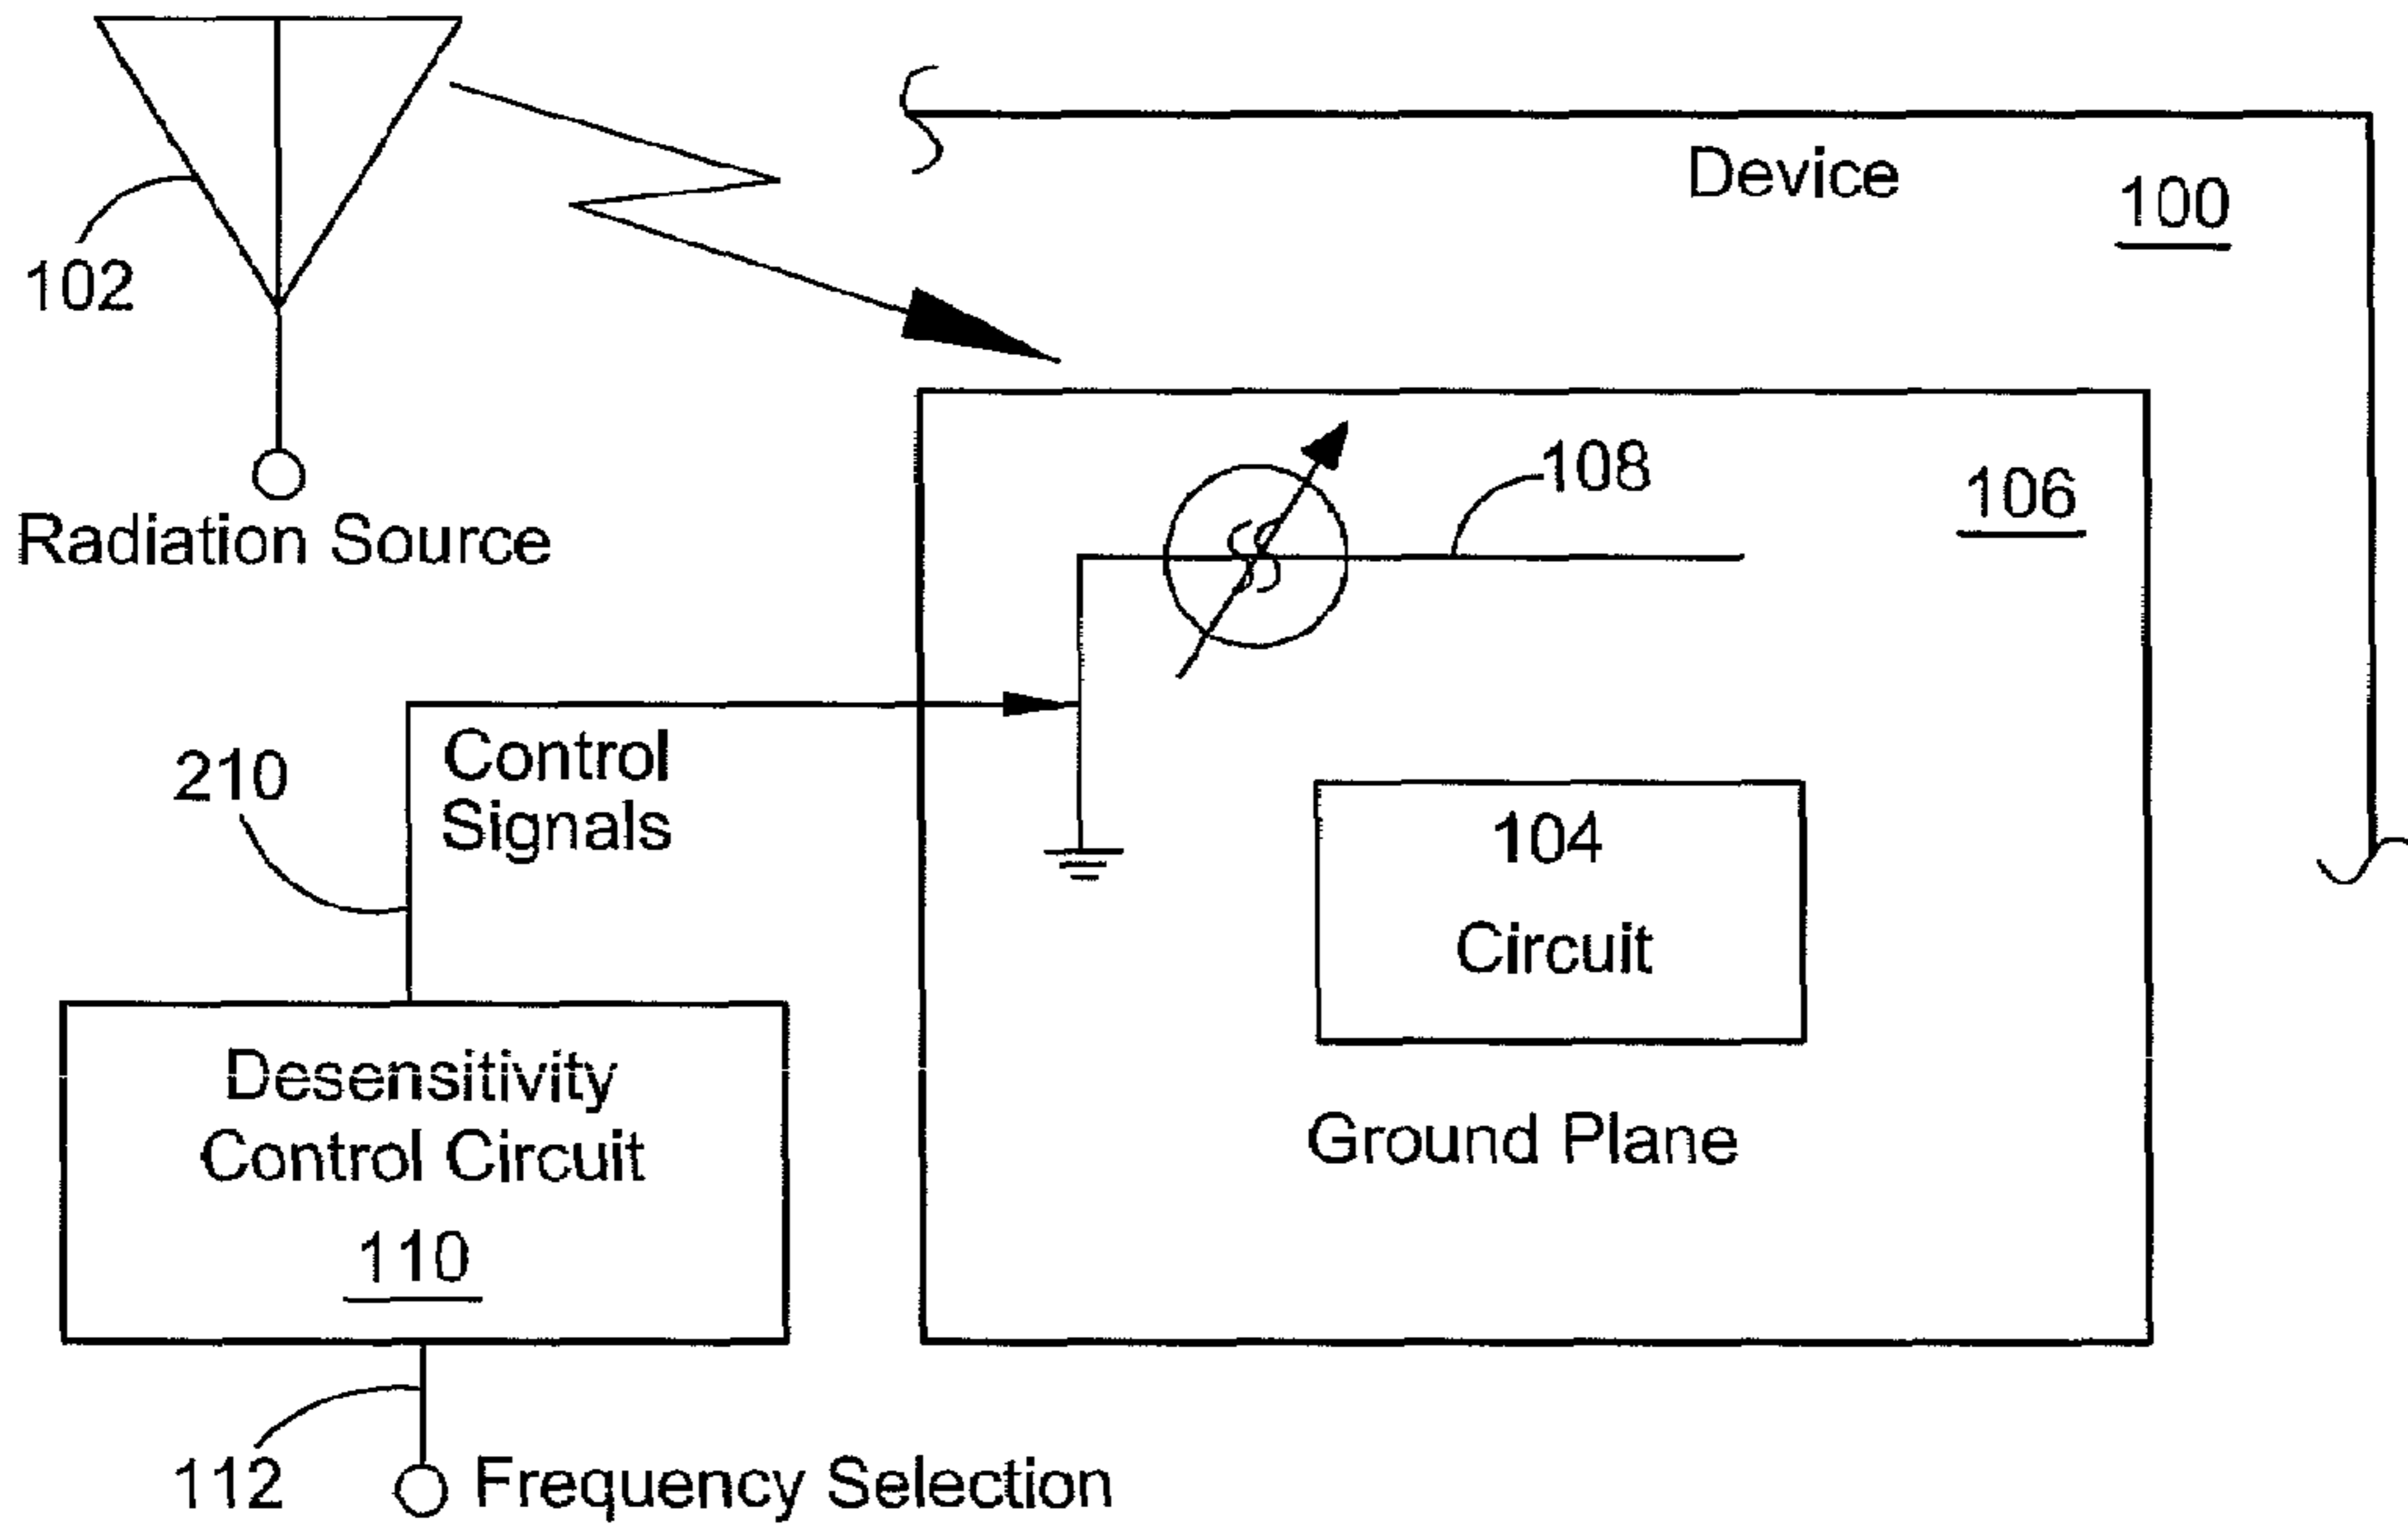 Device
100
102
Radiation Source
108
106
210
Control
Signals
104
Circuit
Desensitivity
Control Circuit
110
Ground Plane
112
Frequency Selection